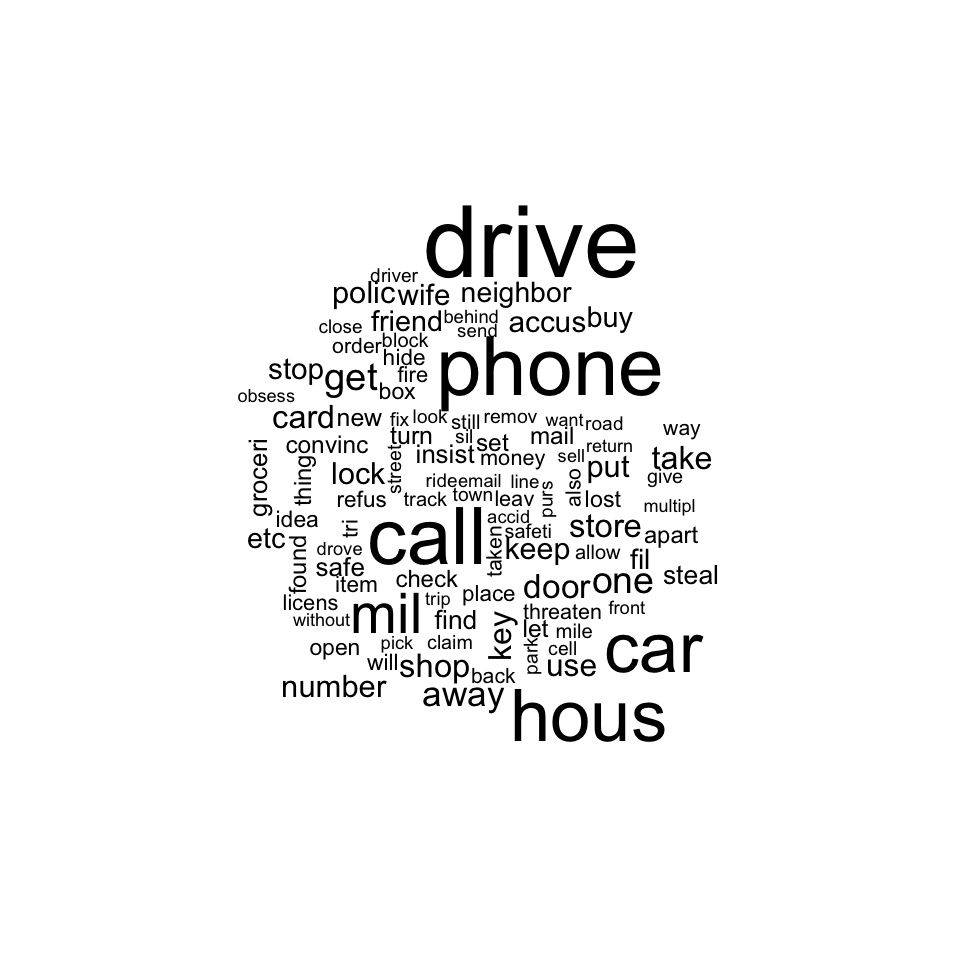 drive
driver
polic wife neighbor
behind
close friend send accus buy
order block
hide
phone
stop get fire
obsess box
card new fix look still remov want road
way
convinc turn sil set mail return
groceri thing street insist money sell put take
lock ride email line give
refus track town leav purs also lost multipl
idea tri call accid safeti store apart
etc found drove taken keep allow fil
safe item check door one steal
licens mil trip place threaten front
without find key let mile
open pick claim park cell car
will shop back use
number away hous